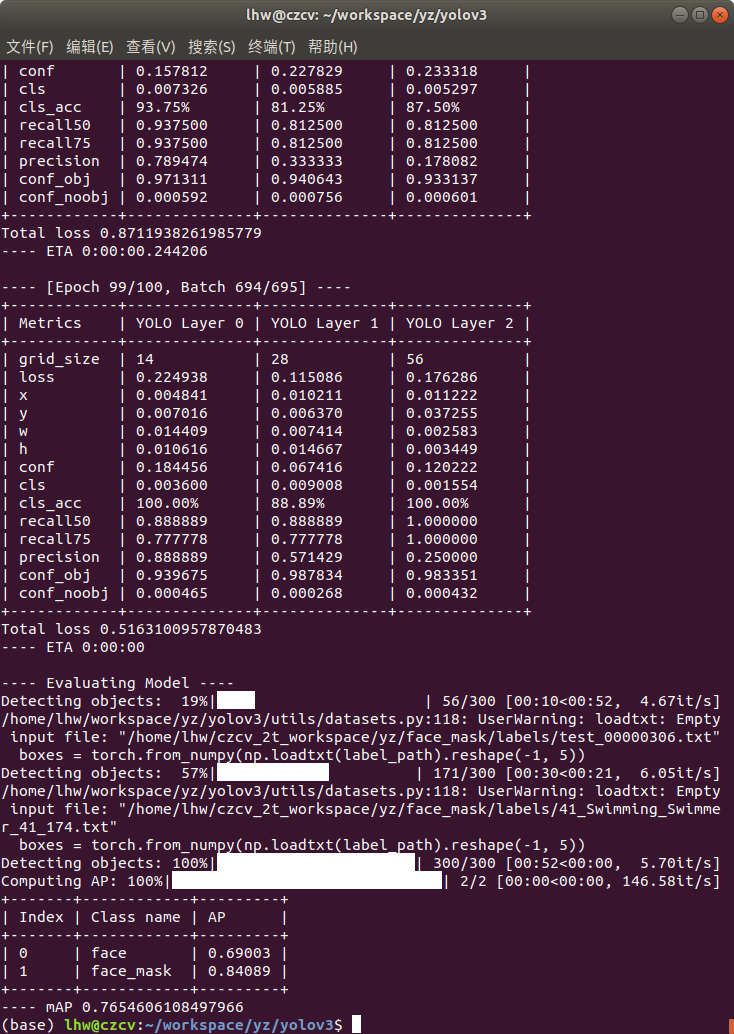 lhw@czcv: ~/workspace/yz/yolov3
文件(F) 编辑(E) 查看(V) 搜索(S) 终端(T) 帮助(H)
| conf       | 0.157812     | 0.227829     | 0.233318     |
| cls        | 0.007326     | 0.005885     | 0.005297     |
| cls_acc    | 93.75%       | 81.25%       | 87.50%       |
| recall50   | 0.937500     | 0.812500     | 0.812500     |
| recall75   | 0.937500     | 0.812500     | 0.812500     |
| precision  | 0.789474     | 0.333333     | 0.178082     |
| conf_obj   | 0.971311     | 0.940643     | 0.933137     |
| conf_noobj | 0.000592     | 0.000756     | 0.000601     |
+------------+--------------+--------------+--------------+
Total loss 0.8711938261985779
---- ETA 0:00:00.244206
---- [Epoch 99/100, Batch 694/695] ----
+------------+--------------+--------------+--------------+
| Metrics    | YOLO Layer 0 | YOLO Layer 1 | YOLO Layer 2 |
+------------+--------------+--------------+--------------+
| grid_size  | 14           | 28           | 56           |
| loss       | 0.224938     | 0.115086     | 0.176286     |
| x          | 0.004841     | 0.010211     | 0.011222     |
| y          | 0.007016     | 0.006370     | 0.037255     |
| w          | 0.014409     | 0.007414     | 0.002583     |
| h          | 0.010616     | 0.014667     | 0.003449     |
| conf       | 0.184456     | 0.067416     | 0.120222     |
| cls        | 0.003600     | 0.009008     | 0.001554     |
| cls_acc    | 100.00%      | 88.89%       | 100.00%      |
| recall50   | 0.888889     | 0.888889     | 1.000000     |
| recall75   | 0.777778     | 0.777778     | 1.000000     |
| precision  | 0.888889     | 0.571429     | 0.250000     |
| conf_obj   | 0.939675     | 0.987834     | 0.983351     |
| conf_noobj | 0.000465     | 0.000268     | 0.000432     |
+------------+--------------+--------------+--------------+
Total loss 0.5163100957870483
---- ETA 0:00:00
---- Evaluating Model ----
Detecting objects:  19%| | 56/300 [00:10<00:52,  4.67it/s]
/home/lhw/workspace/yz/yolov3/utils/datasets.py:118: UserWarning: loadtxt: Empty
 input file: "/home/lhw/czcv_2t_workspace/yz/face_mask/labels/test_00000306.txt"
  boxes = torch.from_numpy(np.loadtxt(label_path).reshape(-1, 5))
Detecting objects:  57%| | 171/300 [00:30<00:21,  6.05it/s]
/home/lhw/workspace/yz/yolov3/utils/datasets.py:118: UserWarning: loadtxt: Empty
 input file: "/home/lhw/czcv_2t_workspace/yz/face_mask/labels/41_Swimming_Swimme
r_41_174.txt"
  boxes = torch.from_numpy(np.loadtxt(label_path).reshape(-1, 5))
Detecting objects: 100%| | 300/300 [00:52<00:00,  5.70it/s]
Computing AP: 100%| | 2/2 [00:00<00:00, 146.58it/s]
+-------+------------+---------+
| Index | Class name | AP      |
+-------+------------+---------+
| 0     | face       | 0.69003 |
| 1     | face_mask  | 0.84089 |
+-------+------------+---------+
---- mAP 0.7654606108497966
(base) lhw@czcv:~/workspace/yz/yolov3$